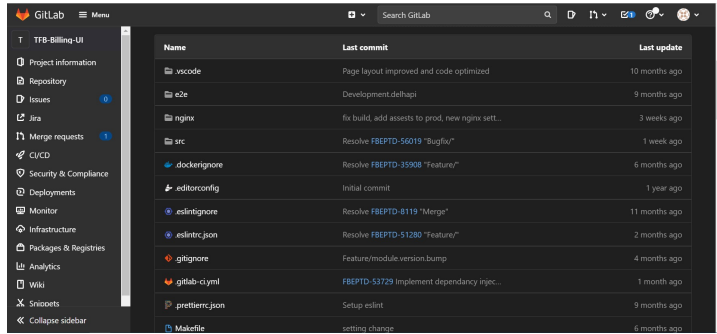 GitLab Menu Search GitLab 1
T TFB-Billing-UI
Project information
Repository
Issues 0
Jira
Merge requests 1
CI/CD
Security & Compliance
Deployments
Monitor
Infrastructure
Packages & Registries
Analytics
Wiki
Snippets
Collapse sidebar
Name Last commit Last update
.vscode Page layout improved and code optimized 10 months ago
e2e Development.delhapi 9 months ago
nginx fix build, add assests to prod, new nginx sett... 3 weeks ago
src Resolve FBEPTD-56019 "Bugfix/" 1 week ago
.dockerignore Resolve FBEPTD-35908 "Feature/" 6 months ago
.editorconfig Initial commit 1 year ago
.eslintignore Resolve FBEPTD-8119 "Merge" 11 months ago
.eslintrc.json Resolve FBEPTD-51280 "Feature/" 2 months ago
.gitignore Feature/module.version.bump 4 months ago
.gitlab-ci.yml FBEPTD-53729 Implement dependancy injec... 1 month ago
.prettierrc.json Setup eslint 9 months ago
Makefile setting change 6 months ago